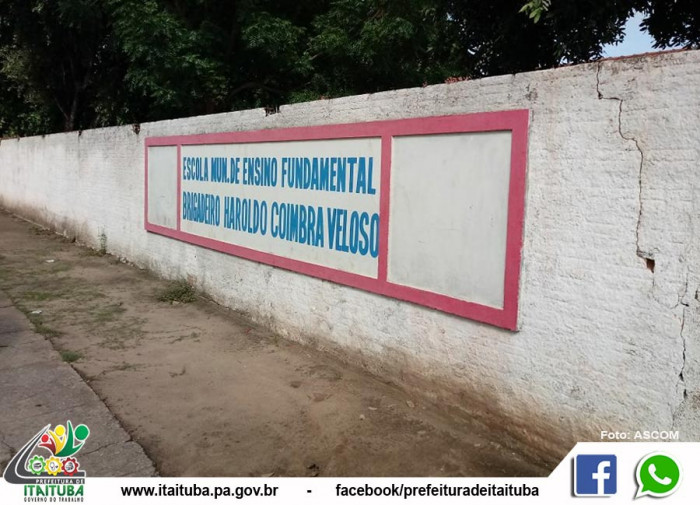 ESCOLA MUN. DE ENSINO FUNDAMENTAL
BRIGADEIRO HAROLDO COIMBRA VELOSO
Foto: ASCOM
PREFEITURA DE
ITAITUBA
GOVERNO DO TRABALHO
www.itaituba.pa.gov.br - facebook/prefeituradeitaituba
f